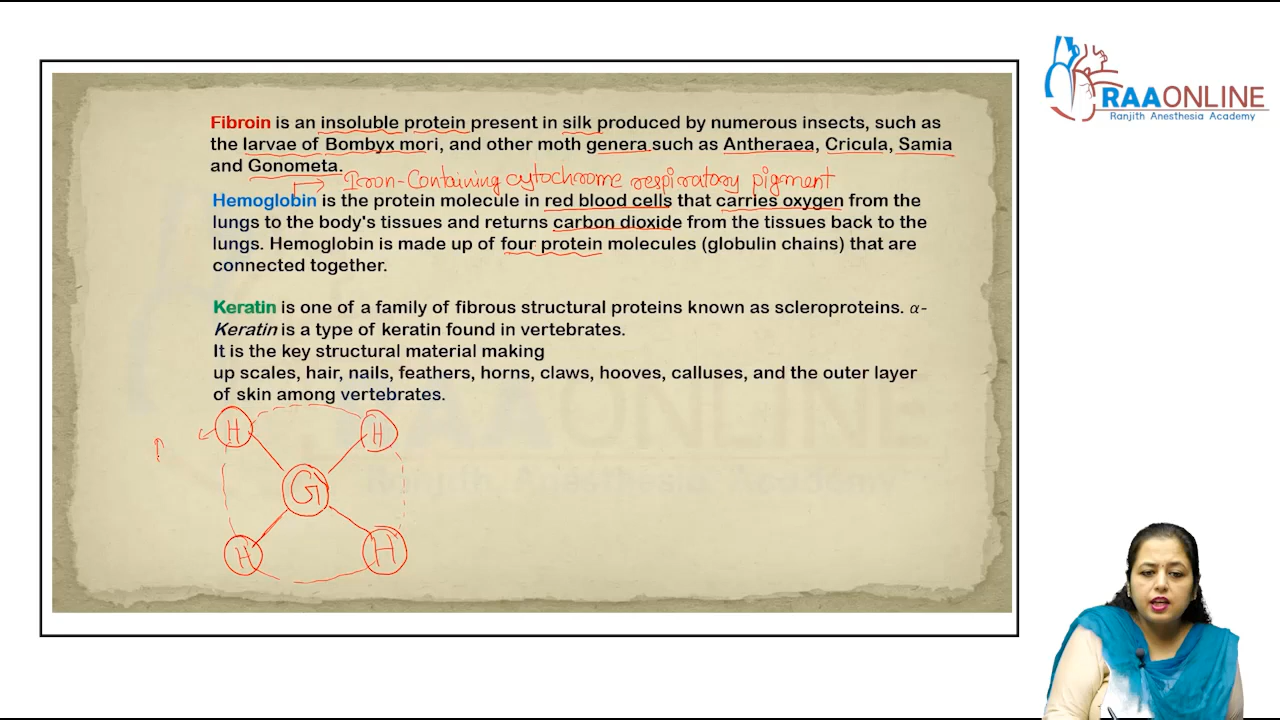 RAAONLINE
Ranjith Anesthesia Academy
Fibroin is an insoluble protein present in silk produced by numerous insects, such as
the larvae of Bombyx mori, and other moth genera such as Antheraea, Cricula, Samia
and Gonometa.
Iron-Containing cytochrome respiratory pigment
Hemoglobin is the protein molecule in red blood cells that carries oxygen from the
lungs to the body's tissues and returns carbon dioxide from the tissues back to the
lungs. Hemoglobin is made up of four protein molecules (globulin chains) that are
connected together.
Keratin is one of a family of fibrous structural proteins known as scleroproteins. α-
Keratin is a type of keratin found in vertebrates.
It is the key structural material making
up scales, hair, nails, feathers, horns, claws, hooves, calluses, and the outer layer
of skin among vertebrates.
H H
G
H H
RAAONLINE
Ranjith Anesthesia Academy